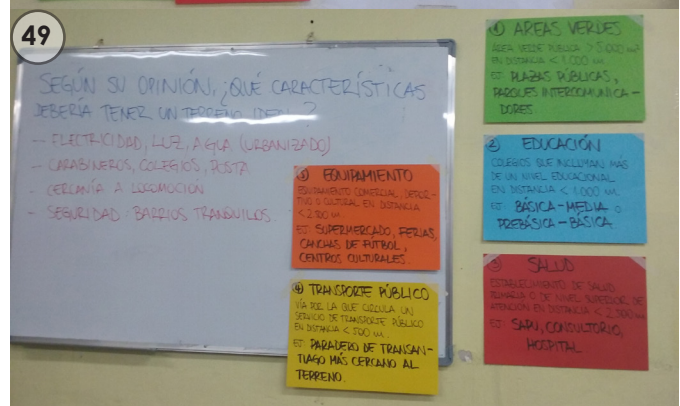 49
SEGÚN SU OPINIÓN, ¿QUÉ CARACTERÍSTICAS
DEBERÍA TENER UN TERRENO IDEAL?
-- ELECTRICIDAD, LUZ, AGUA (URBANIZADO)
- CARABINEROS, COLEGIOS, POSTA
- CERCANÍA A LOCOMOCIÓN
- SEGURIDAD: BARRIOS TRANQUILOS.
① AREAS VERDES
ÁREA VERDE PÚBLICA > 5.000 m²
EN DISTANCIA < 1.000 m.
EJ: PLAZAS PÚBLICAS,
PARQUES INTERCOMUNICA-
DORES
② EDUCACIÓN
COLEGIOS QUE INCLUYAN MÁS
DE UN NIVEL EDUCACIONAL
EN DISTANCIA < 1.000 m.
EJ: BÁSICA-MEDIA O
PREBÁSICA-BÁSICA
③ SALUD
ESTABLECIMIENTO DE SALUD
PRIMARIA O DE NIVEL SUPERIOR DE
ATENCIÓN EN DISTANCIA < 2.500 m
EJ: SAPU, CONSULTORIO,
HOSPITAL
④ TRANSPORTE PÚBLICO
VÍA POR LA QUE CIRCULA UN
SERVICIO DE TRANSPORTE PÚBLICO
EN DISTANCIA < 500 m.
EJ: PARADERO DE TRANSAN-
TIAGO MÁS CERCANO AL
TERRENO.
EQUIPAMIENTO
EQUIPAMIENTO COMERCIAL, DEPOR-
TIVO O CULTURAL EN DISTANCIA
< 2.500 m.
EJ: SUPERMERCADO, FERIAS,
CANCHAS DE FUTBOL,
CENTROS CULTURALES.